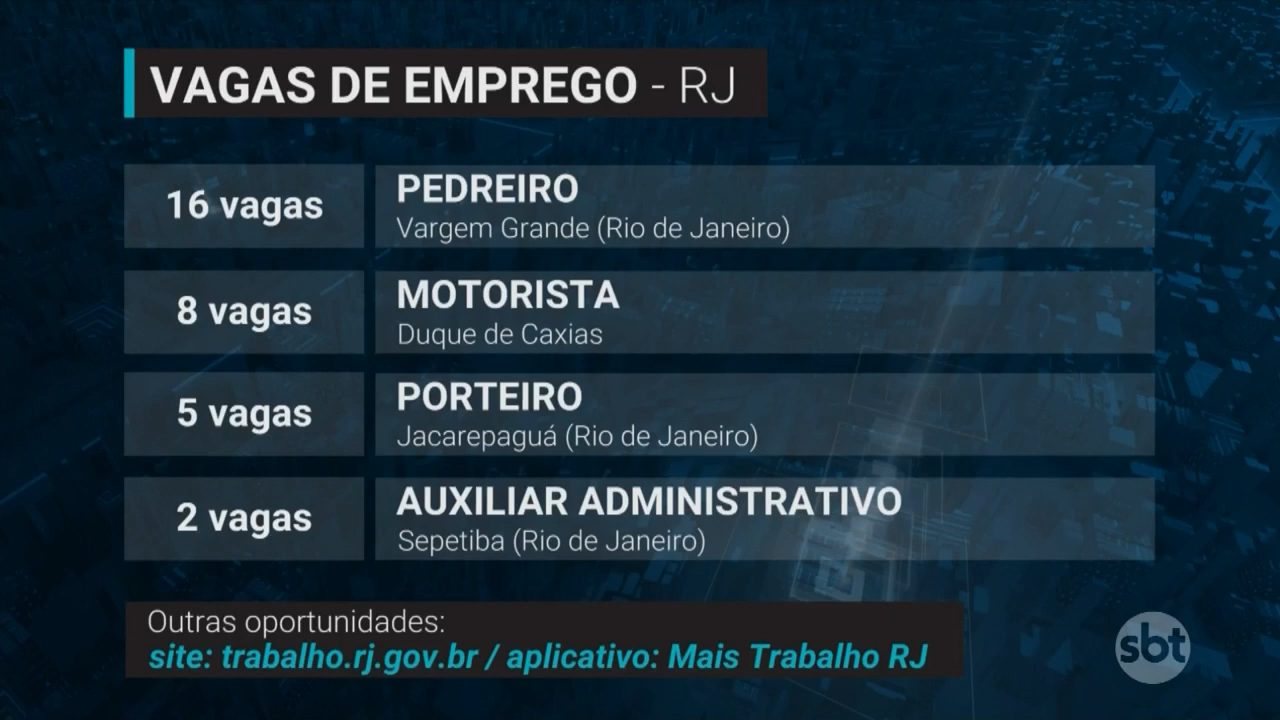 VAGAS DE EMPREGO - RJ
16 vagas
PEDREIRO
Vargem Grande (Rio de Janeiro)
8 vagas
MOTORISTA
Duque de Caxias
5 vagas
PORTEIRO
Jacarepaguá (Rio de Janeiro)
2 vagas
AUXILIAR ADMINISTRATIVO
Sepetiba (Rio de Janeiro)
Outras oportunidades:
site: trabalho.rj.gov.br / aplicativo: Mais Trabalho RJ
sbt